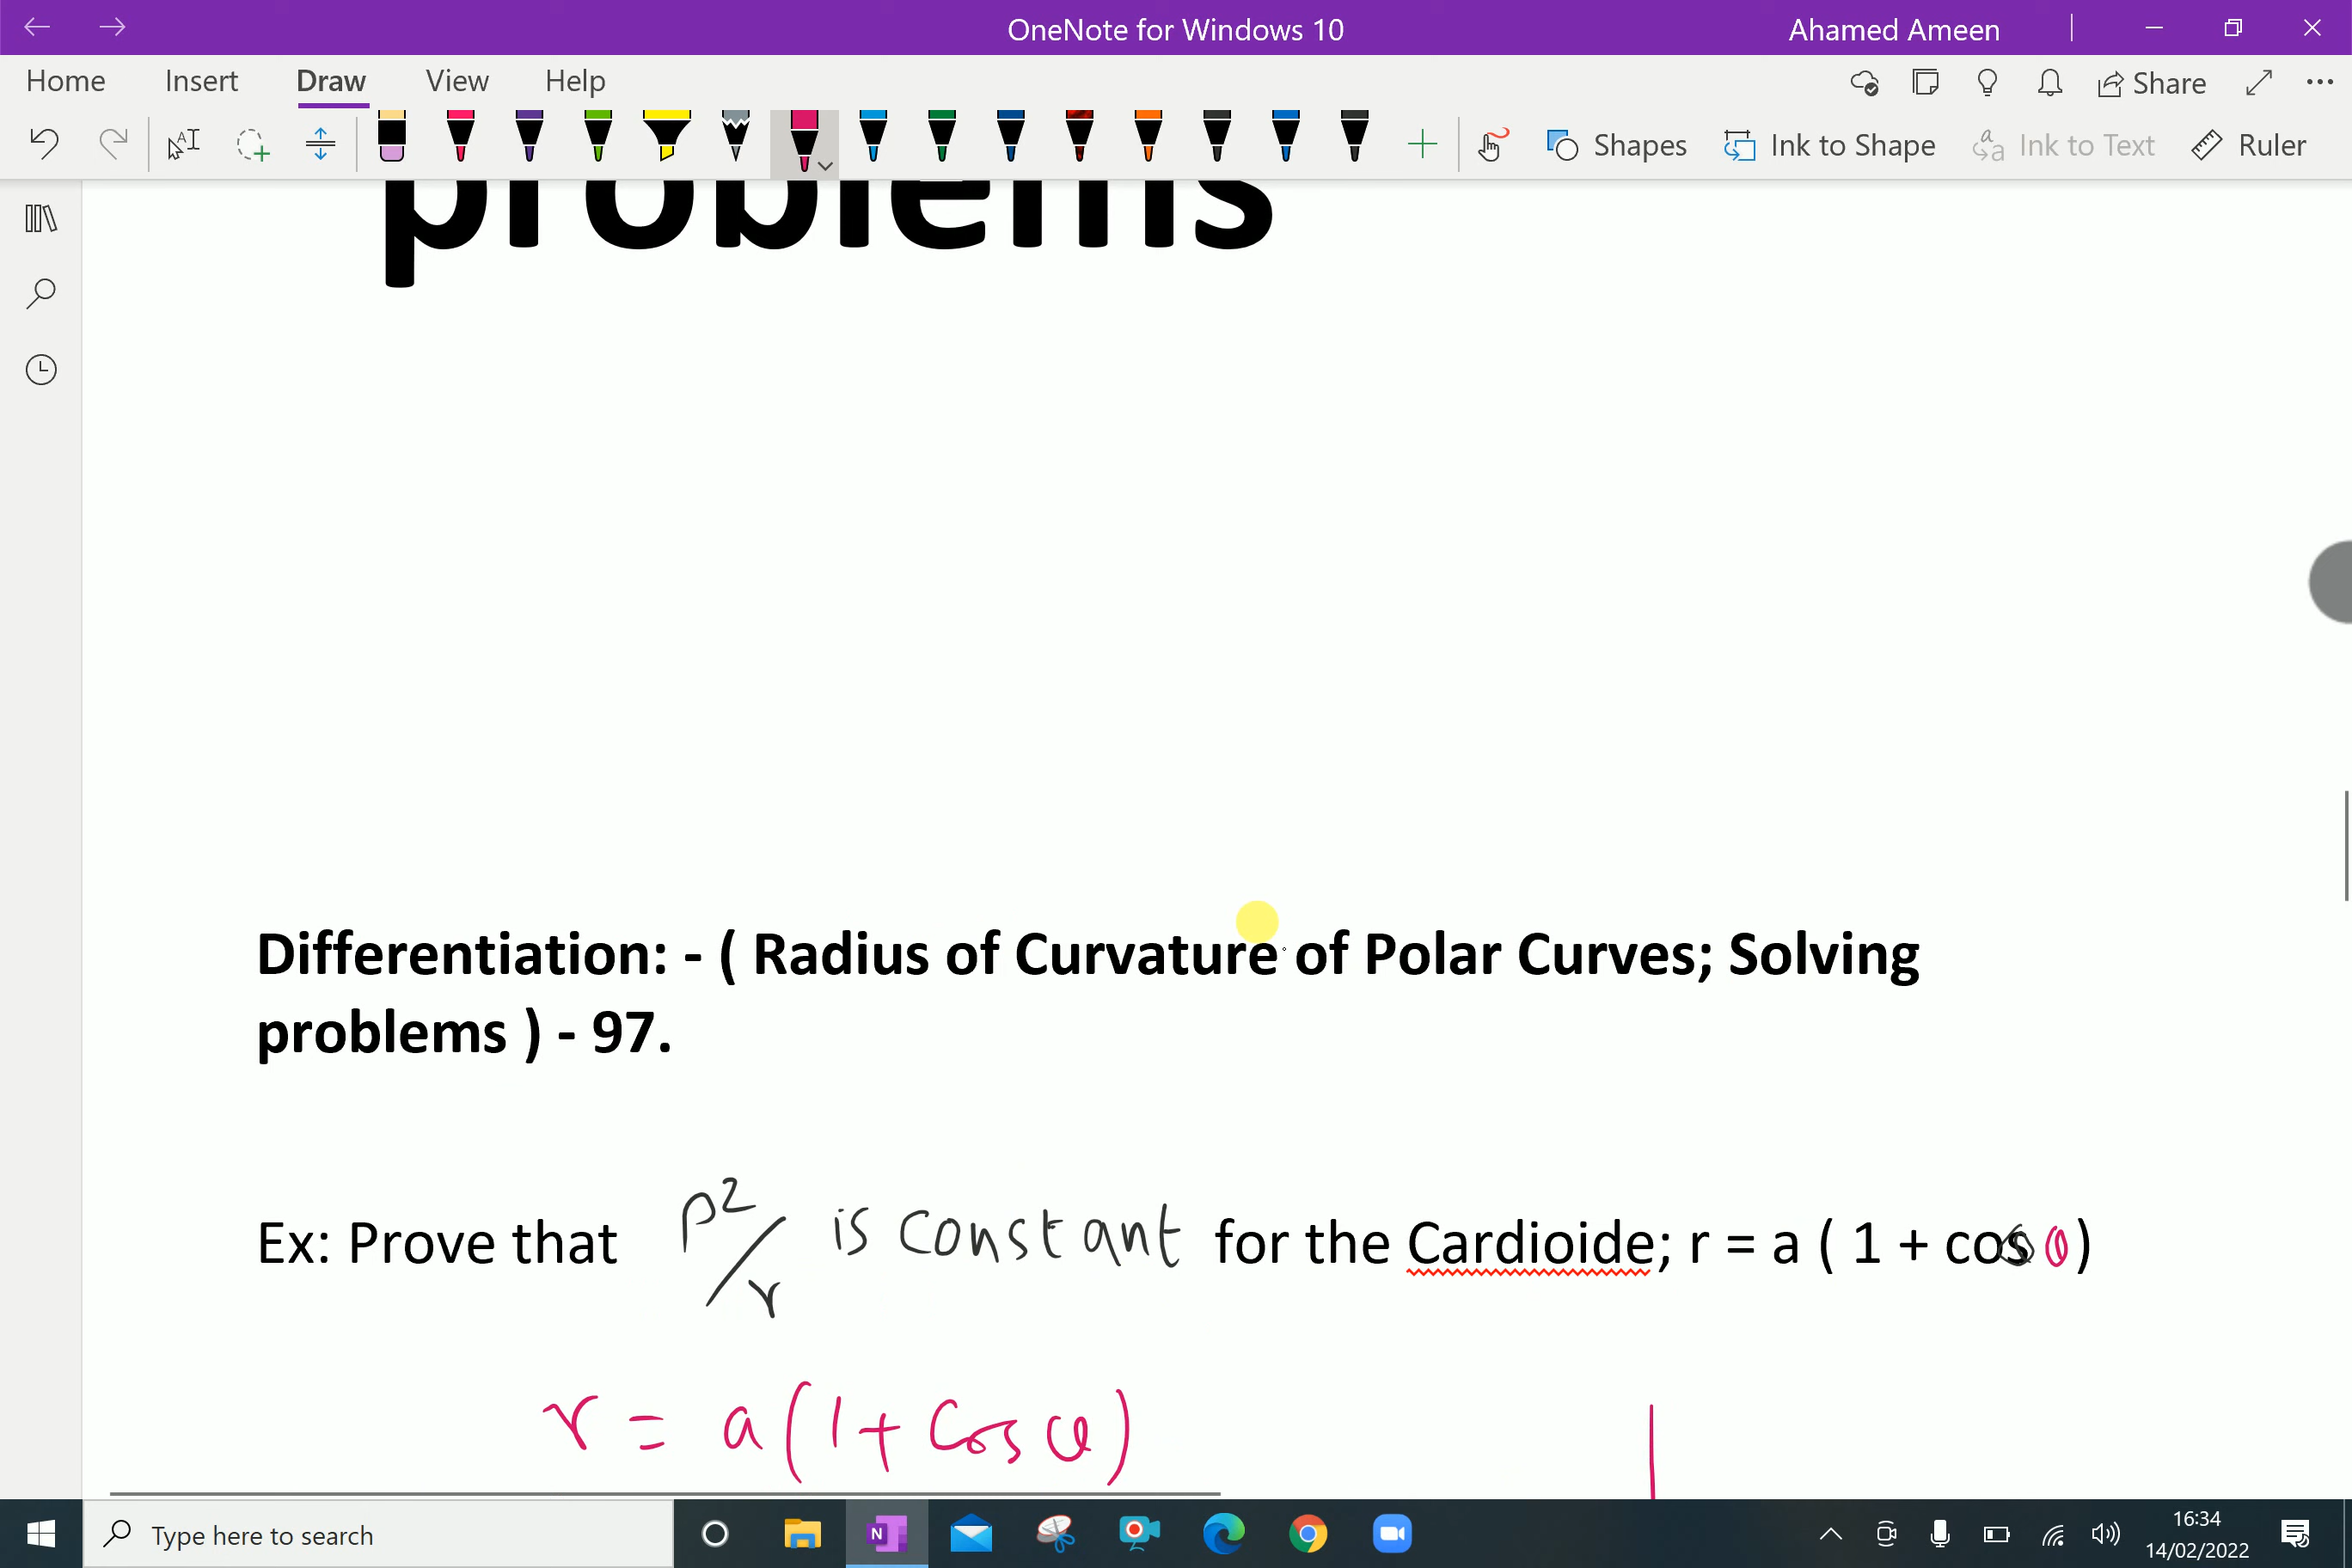 OneNote for Windows 10
Ahamed Ameen
Home Insert Draw View Help
Share
Shapes Ink to Shape Ink to Text Ruler
problems
Differentiation: - ( Radius of Curvature of Polar Curves; Solving
problems ) - 97.
Ex: Prove that ρ²/r is constant for the Cardioide; r = a ( 1 + cos θ)
r = a(1+ Cos θ)
Type here to search
16:34
14/02/2022